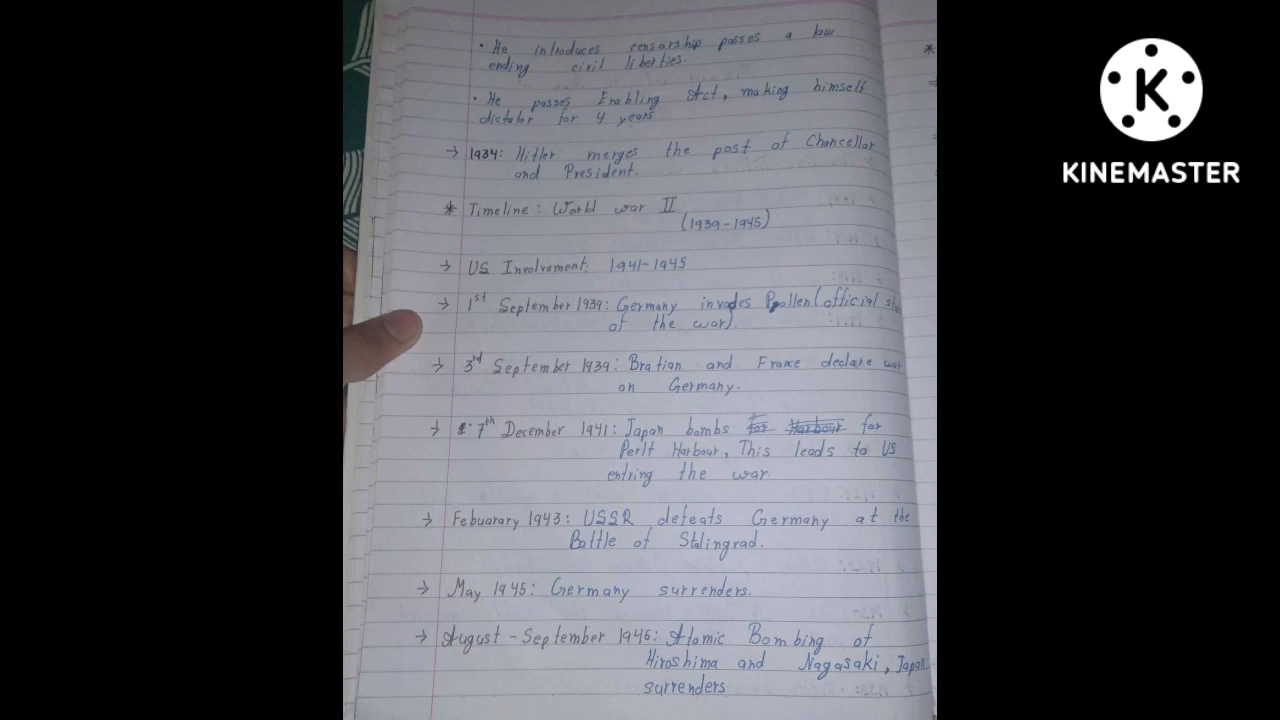 • He introduces censorship passes a law
ending civil liberties.
• He passes Enabling Act, making himself
dictator for 4 years
→ 1934: Hitler merges the post of Chancellor
and President.
* Timeline: World war II
(1939-1945)
→ US Involvement: 1941-1945
→ 1st September 1939: Germany invades Pollen (official
of the war).
→ 3rd September 1939: Bratian and France declare war
on Germany.
→ 7th December 1941: Japan bombs for Harbour for
Perlt Harbour, This leads to US
entring the war.
→ Febuarary 1943: USSR defeats Germany at the
Battle of Stalingrad.
→ May 1945: Germany surrenders.
→ August - September 1945: Atomic Bombing of
Hiroshima and Nagasaki, Japan
surrenders
K
KINEMASTER